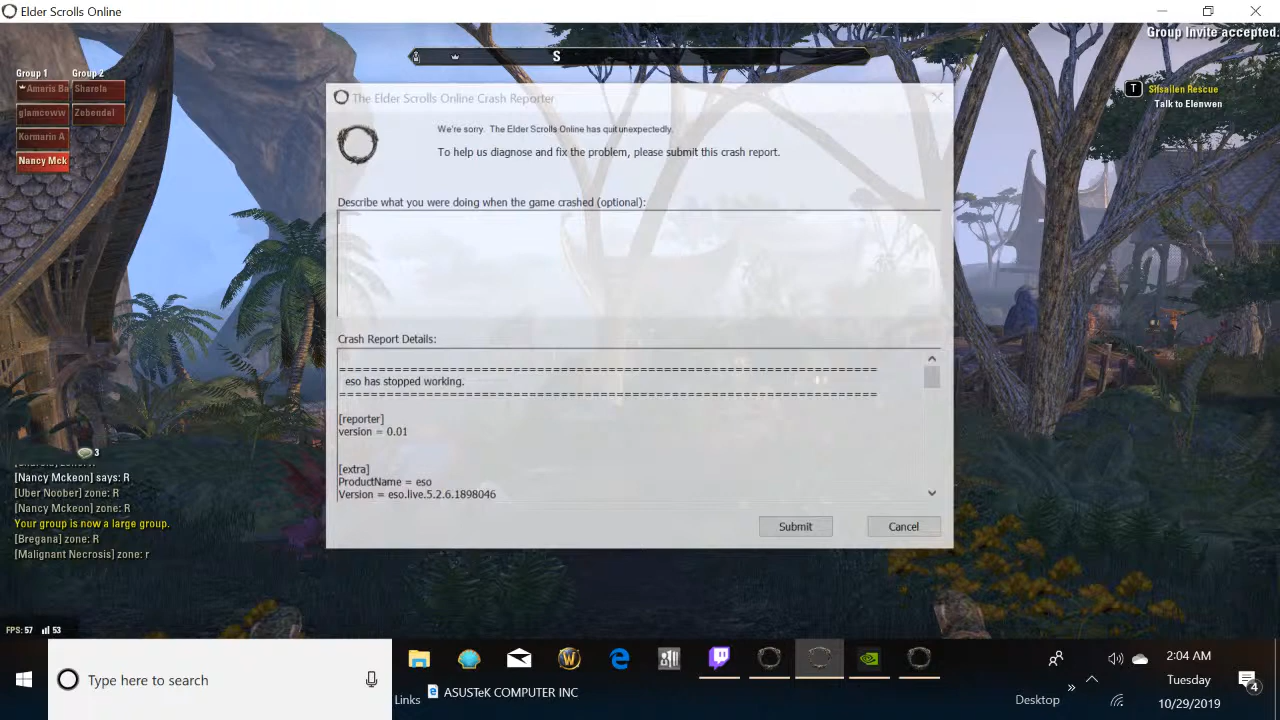 Elder Scrolls Online
Group Invite accepted.
S
Group 1 Group 2
Amaris Ba Sharela
glamcoww Zebendal
Kormarin A
Nancy Mck
T
Silsailen Rescue
Talk to Elenwen
The Elder Scrolls Online Crash Reporter
We're sorry. The Elder Scrolls Online has quit unexpectedly.
To help us diagnose and fix the problem, please submit this crash report.
Describe what you were doing when the game crashed (optional):
Crash Report Details:
================================================================
eso has stopped working.
================================================================
[reporter]
version = 0.01
[extra]
ProductName = eso
Version = eso.live.5.2.6.1898046
Submit Cancel
3
[Nancy Mckeon] says: R
[Uber Noober] zone: R
[Nancy Mckeon] zone: R
Your group is now a large group.
[Bregana] zone: R
[Malignant Necrosis] zone: r
FPS: 57 53
Type here to search
Links
ASUSTeK COMPUTER INC
Desktop
»
2:04 AM
Tuesday
10/29/2019
4